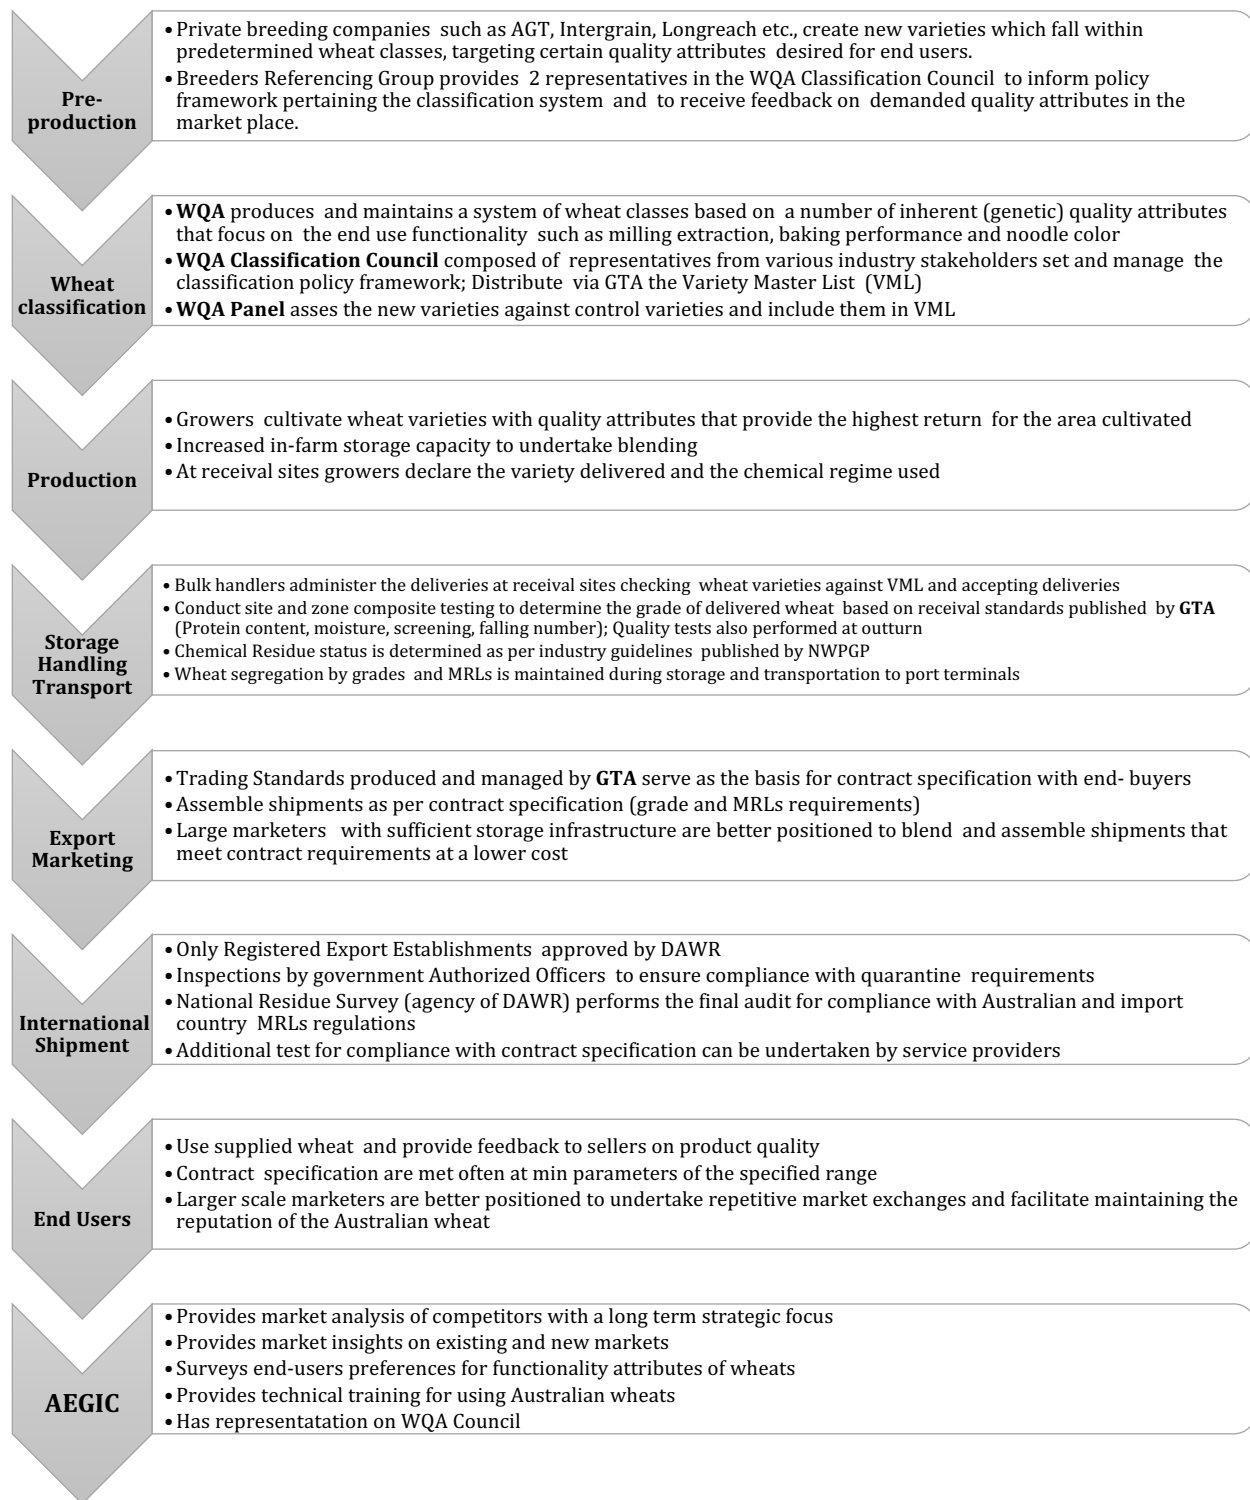 Pre-
production
• Private breeding companies such as AGT, Intergrain, Longreach etc., create new varieties which fall within
predetermined wheat classes, targeting certain quality attributes desired for end users.
• Breeders Referencing Group provides 2 representatives in the WQA Classification Council to inform policy
framework pertaining the classification system and to receive feedback on demanded quality attributes in the
market place.
Wheat
classification
• WQA produces and maintains a system of wheat classes based on a number of inherent (genetic) quality attributes
that focus on the end use functionality such as milling extraction, baking performance and noodle color
• WQA Classification Council composed of representatives from various industry stakeholders set and manage the
classification policy framework; Distribute via GTA the Variety Master List (VML)
• WQA Panel asses the new varieties against control varieties and include them in VML
Production
• Growers cultivate wheat varieties with quality attributes that provide the highest return for the area cultivated
• Increased in-farm storage capacity to undertake blending
• At receival sites growers declare the variety delivered and the chemical regime used
Storage
Handling
Transport
• Bulk handlers administer the deliveries at receival sites checking wheat varieties against VML and accepting deliveries
• Conduct site and zone composite testing to determine the grade of delivered wheat based on receival standards published by GTA
(Protein content, moisture, screening, falling number); Quality tests also performed at outturn
• Chemical Residue status is determined as per industry guidelines published by NWPGP
• Wheat segregation by grades and MRLs is maintained during storage and transportation to port terminals
Export
Marketing
• Trading Standards produced and managed by GTA serve as the basis for contract specification with end- buyers
• Assemble shipments as per contract specification (grade and MRLs requirements)
• Large marketers with sufficient storage infrastructure are better positioned to blend and assemble shipments that
meet contract requirements at a lower cost
International
Shipment
• Only Registered Export Establishments approved by DAWR
• Inspections by government Authorized Officers to ensure compliance with quarantine requirements
• National Residue Survey (agency of DAWR) performs the final audit for compliance with Australian and import
country MRLs regulations
• Additional test for compliance with contract specification can be undertaken by service providers
End Users
• Use supplied wheat and provide feedback to sellers on product quality
• Contract specification are met often at min parameters of the specified range
• Larger scale marketers are better positioned to undertake repetitive market exchanges and facilitate maintaining the
reputation of the Australian wheat
AEGIC
• Provides market analysis of competitors with a long term strategic focus
• Provides market insights on existing and new markets
• Surveys end-users preferences for functionality attributes of wheats
• Provides technical training for using Australian wheats
• Has representatation on WQA Council